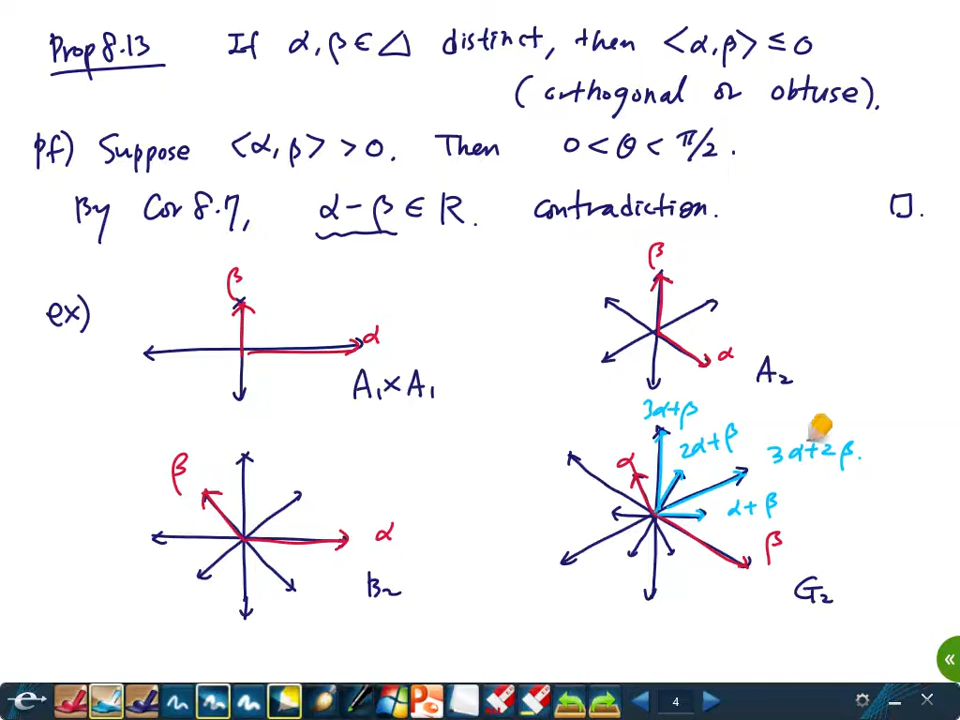 Prop 8.13 If α, β ∈ △ distinct, then <α, β> ≤ 0
(orthogonal or obtuse).
pf) Suppose <α, β> > 0. Then 0 < θ < π/2.
By Cor 8.7, α − β ∈ R. contradiction. □.
ex)
β
α
A₁×A₁
β
α
A₂
β
α
B₂
3α+β
2α+β
3α+2β.
α
α+β
β
G₂
4